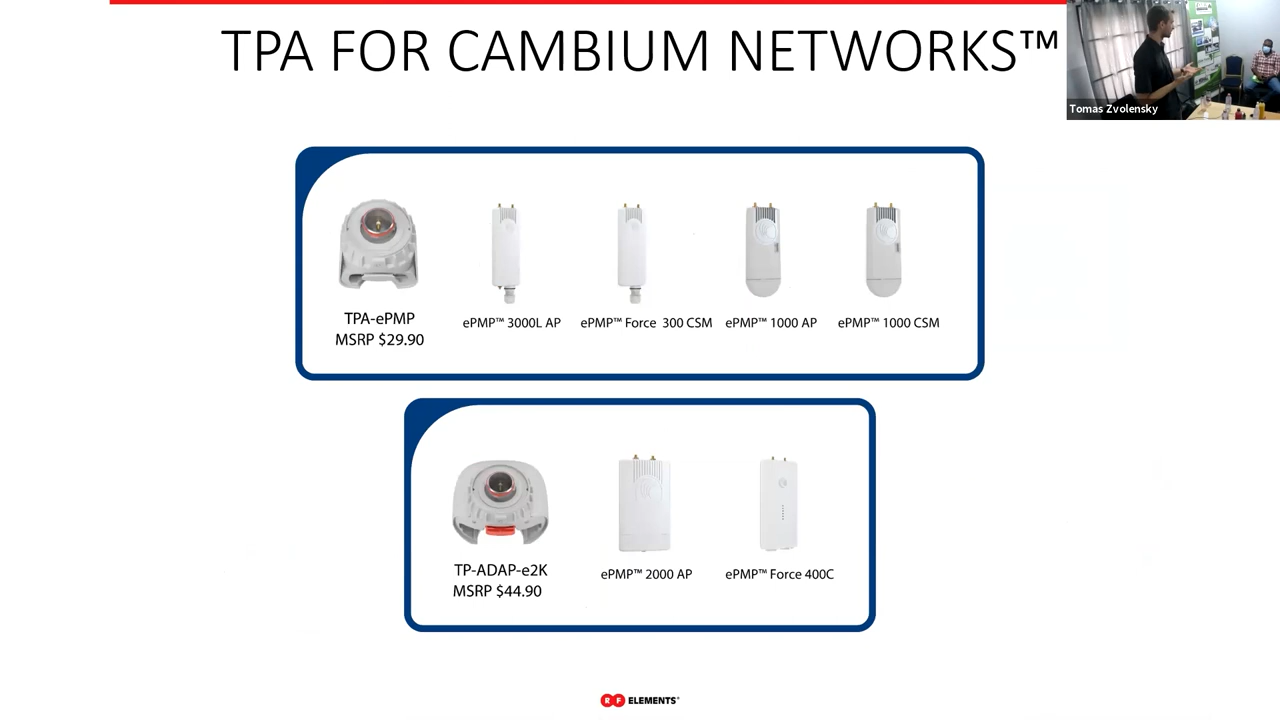 TPA FOR CAMBIUM NETWORKS™
Tomas Zvolensky
TPA-ePMP
MSRP $29.90
ePMP™ 3000L AP
ePMP™ Force 300 CSM
ePMP™ 1000 AP
ePMP™ 1000 CSM
TP-ADAP-e2K
MSRP $44.90
ePMP™ 2000 AP
ePMP™ Force 400C
RF ELEMENTS®